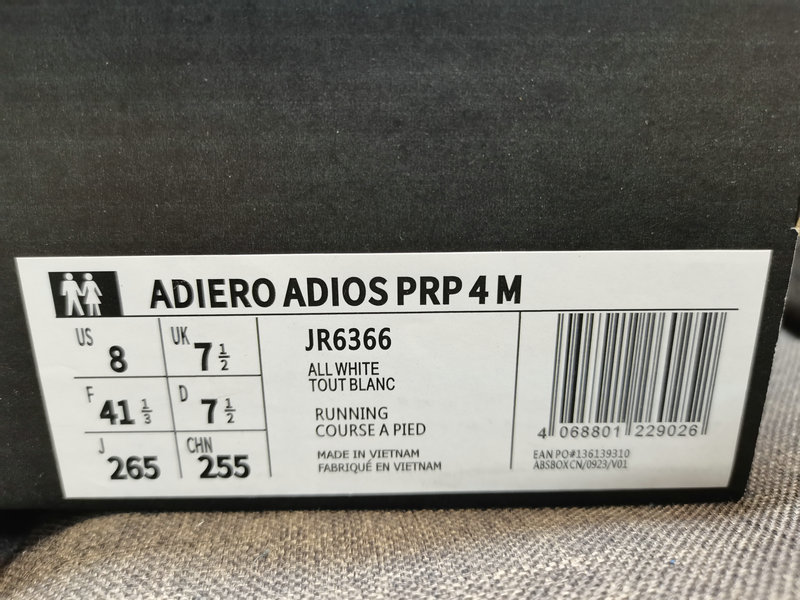 ADIERO ADIOS PRP 4 M
US 8 UK 7 1/2
F 41 1/3 D 7 1/2
J 265 CHN 255
JR6366
ALL WHITE
TOUT BLANC
RUNNING
COURSE A PIED
MADE IN VIETNAM
FABRIQUÉ EN VIETNAM
4 068801 229026
EAN PO#136139310
ABSBOXCN/0923/V01